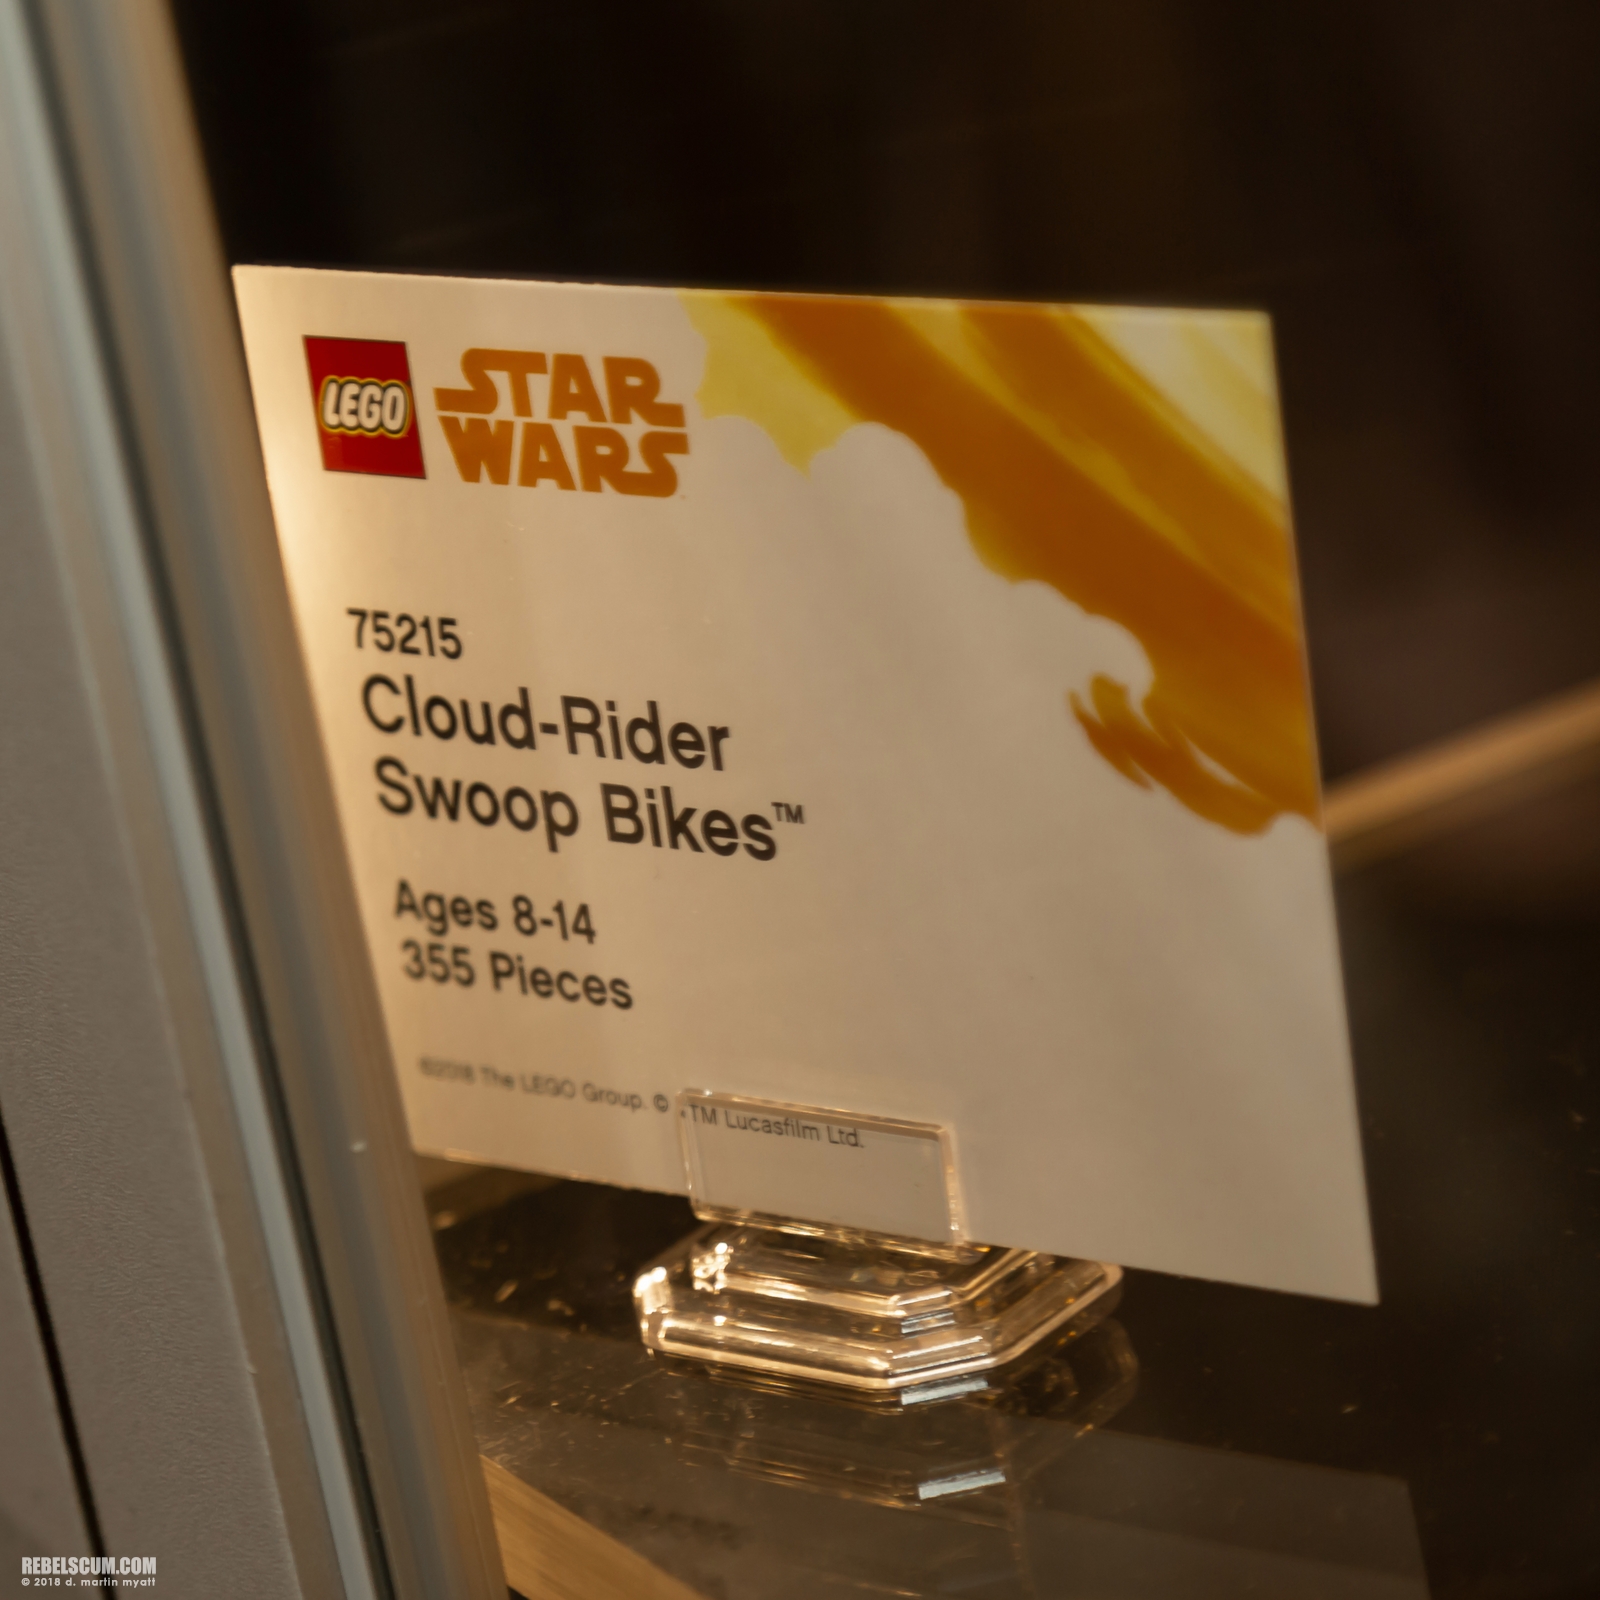 LEGO
STAR
WARS
75215
Cloud-Rider
Swoop Bikes™
Ages 8-14
355 Pieces
©2018 The LEGO Group. © TM Lucasfilm Ltd.
REBELSCUM.COM
© 2018 d. martin myatt